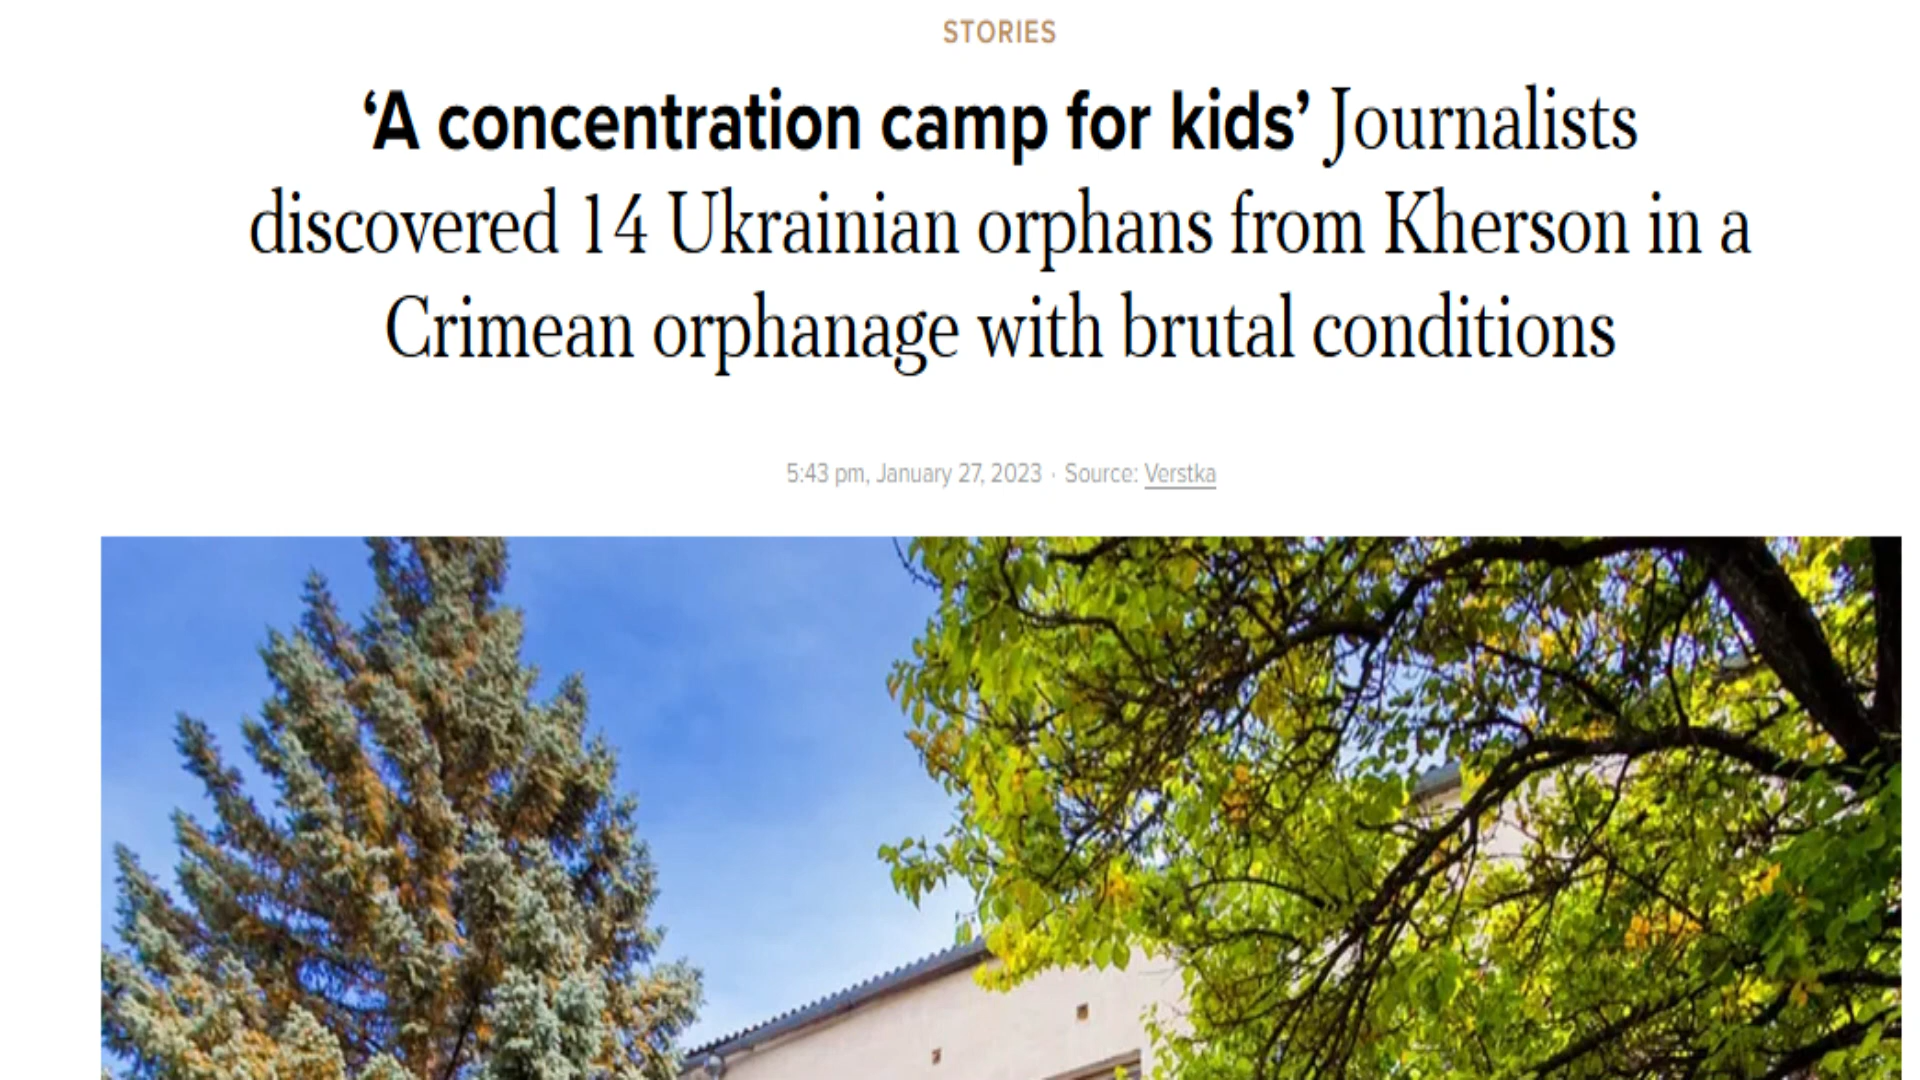 STORIES
‘A concentration camp for kids’ Journalists
discovered 14 Ukrainian orphans from Kherson in a
Crimean orphanage with brutal conditions
5:43 pm, January 27, 2023 · Source: Verstka